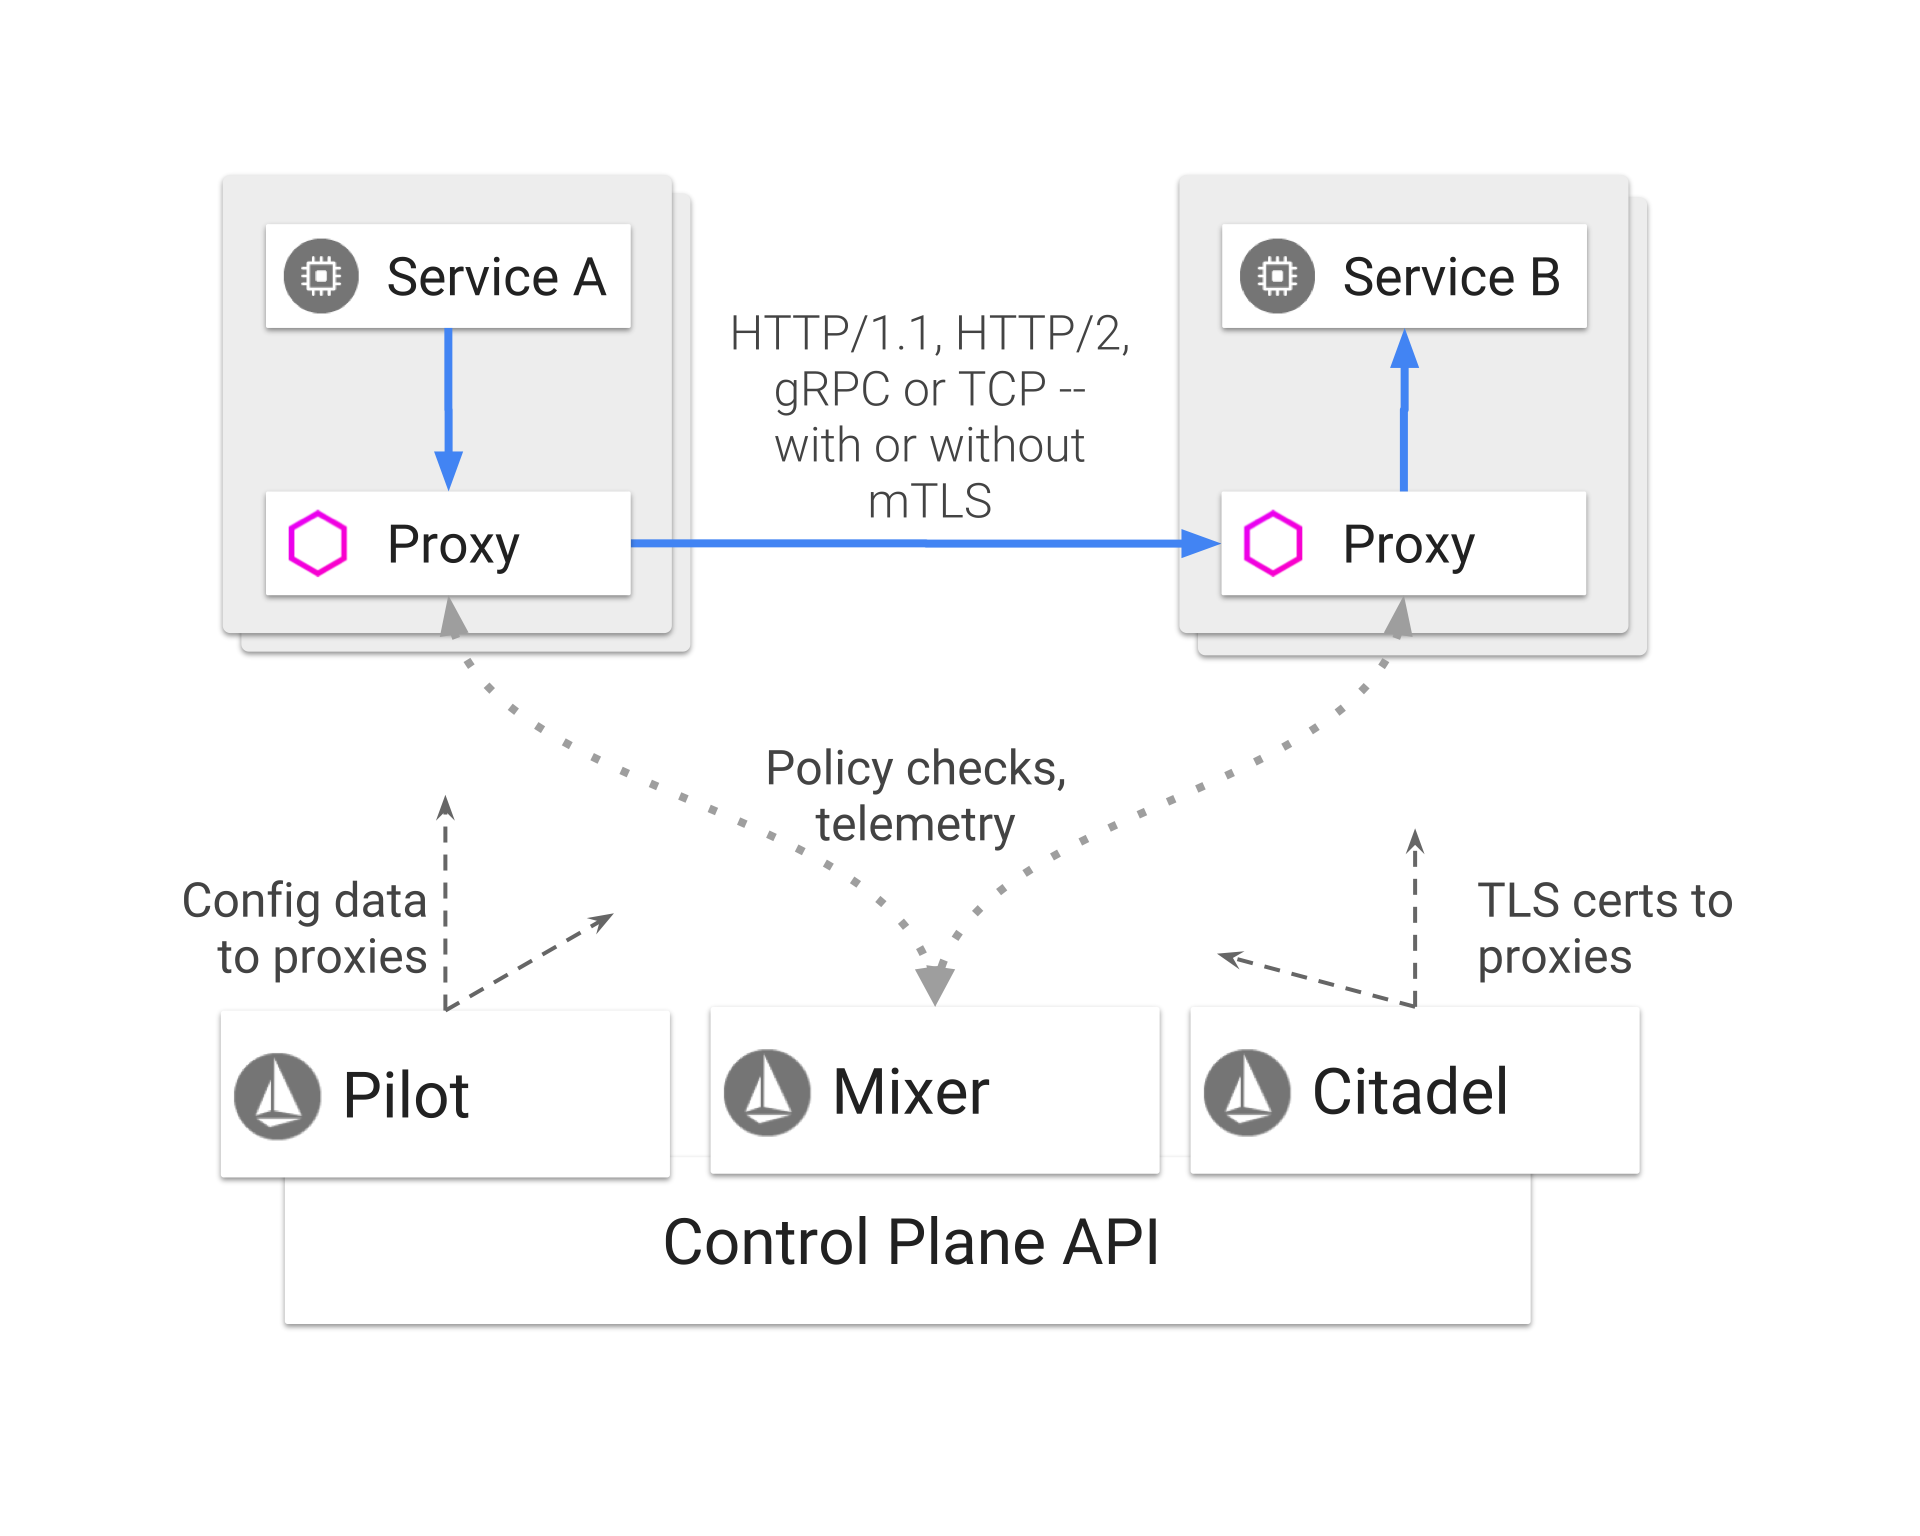 Service A
Service B
HTTP/1.1, HTTP/2,
gRPC or TCP --
with or without
mTLS
Proxy
Proxy
Policy checks,
telemetry
Config data
to proxies
TLS certs to
proxies
Pilot
Mixer
Citadel
Control Plane API